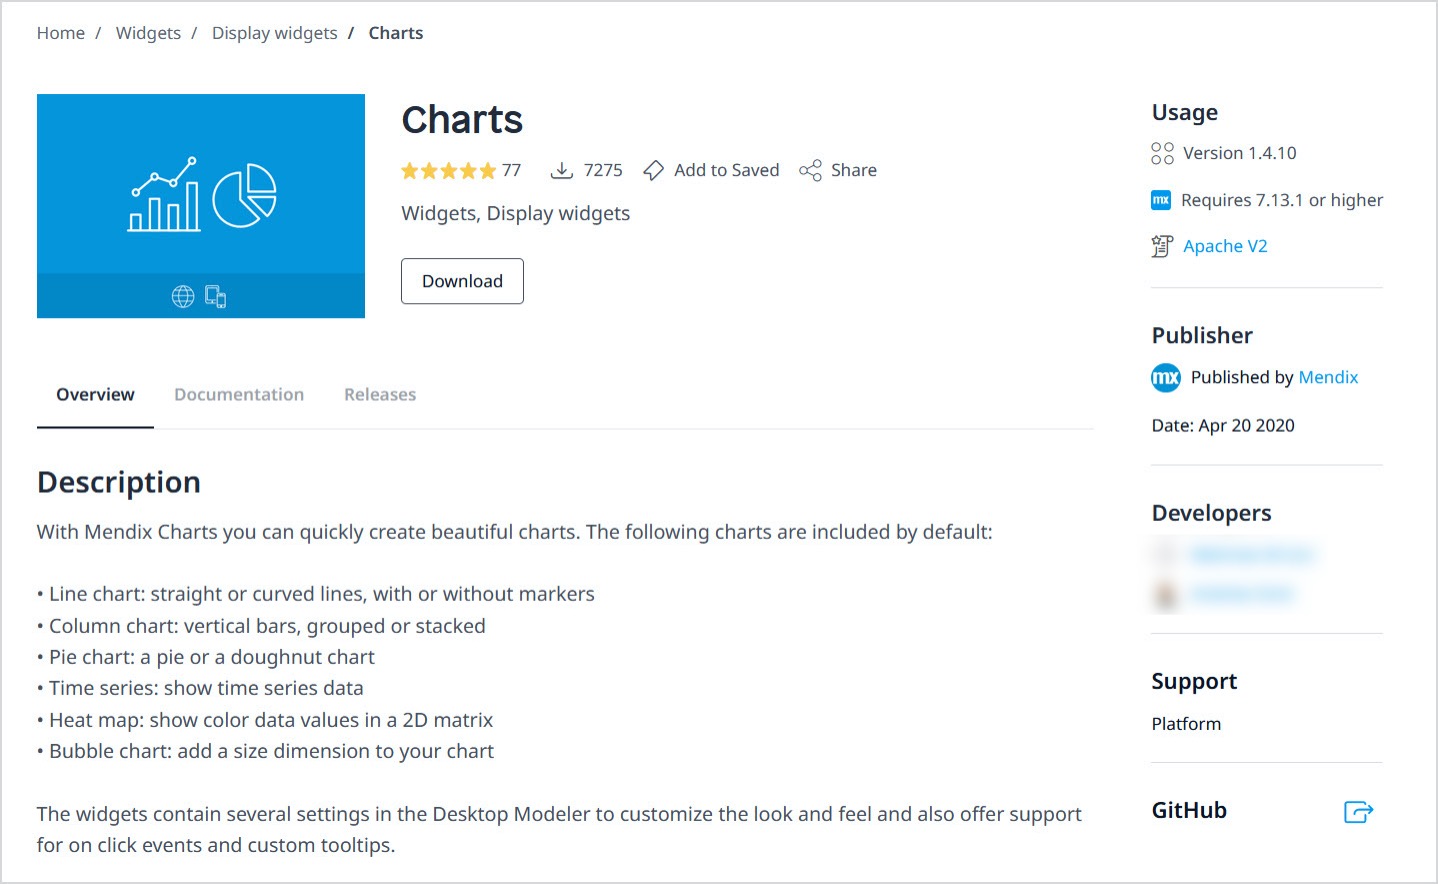 Home / Widgets / Display widgets / Charts
Charts
77 7275 Add to Saved Share
Widgets, Display widgets
Download
Overview Documentation Releases
Description
With Mendix Charts you can quickly create beautiful charts. The following charts are included by default:
• Line chart: straight or curved lines, with or without markers
• Column chart: vertical bars, grouped or stacked
• Pie chart: a pie or a doughnut chart
• Time series: show time series data
• Heat map: show color data values in a 2D matrix
• Bubble chart: add a size dimension to your chart
The widgets contain several settings in the Desktop Modeler to customize the look and feel and also offer support
for on click events and custom tooltips.
Usage
Version 1.4.10
mx Requires 7.13.1 or higher
Apache V2
Publisher
mx Published by Mendix
Date: Apr 20 2020
Developers
Support
Platform
GitHub